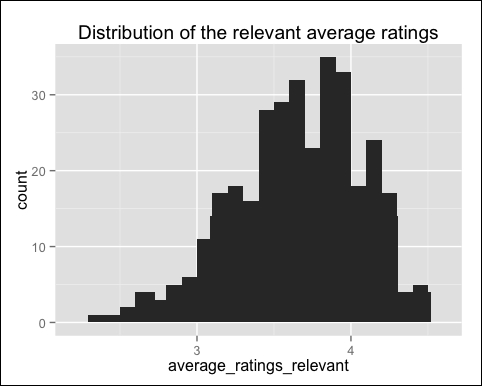 Distribution of the relevant average ratings
30
20
10
0
count
3 4
average_ratings_relevant